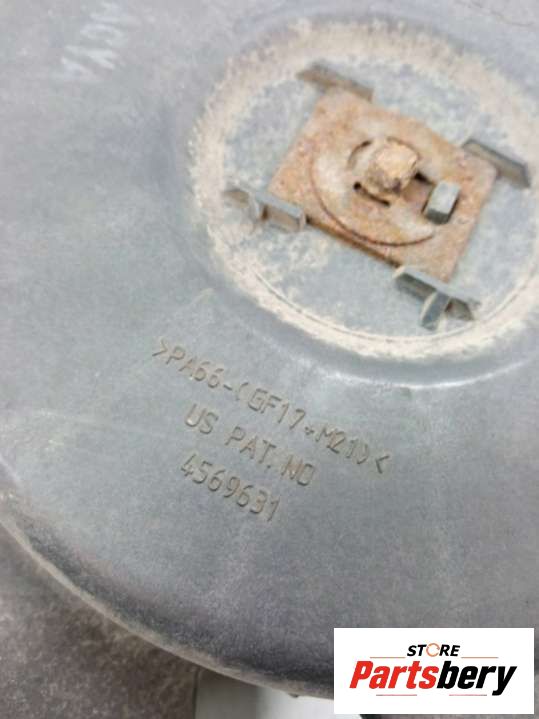 >PA66-(GF17+M21)<
US PAT. NO
4569631
STORE
Partsbery